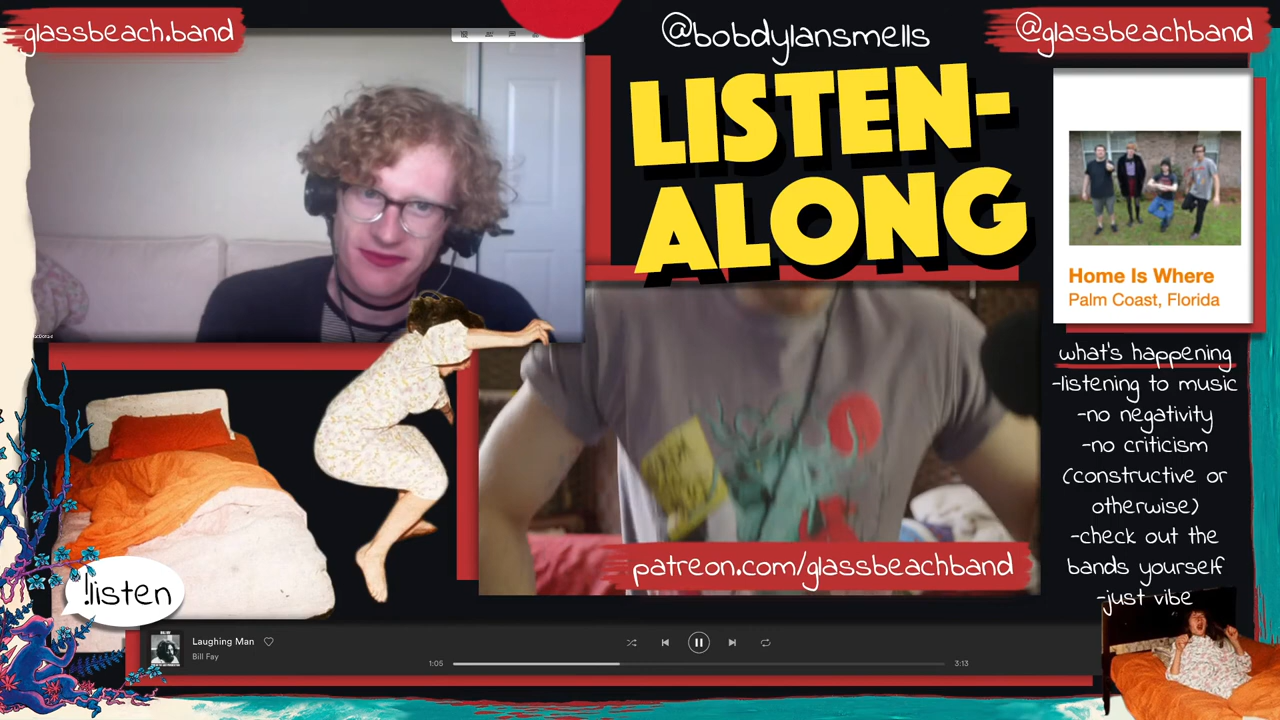 glassbeach.band
@bobdylansmells
@glassbeachband
LISTEN-
ALONG
Home Is Where
Palm Coast, Florida
what's happening
-listening to music
-no negativity
-no criticism
(constructive or
otherwise)
-check out the
bands yourself
-just vibe
patreon.com/glassbeachband
!listen
Laughing Man
Bill Fay
1:05
3:13